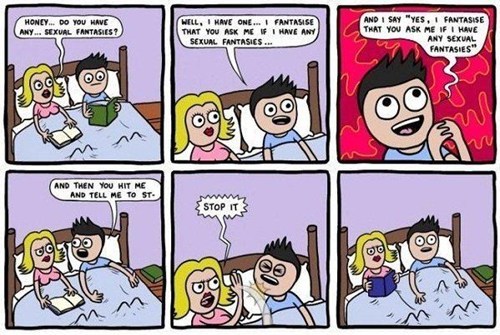 HONEY... DO YOU HAVE
ANY... SEXUAL FANTASIES?
WELL, I HAVE ONE... I FANTASISE
THAT YOU ASK ME IF I HAVE ANY
SEXUAL FANTASIES...
AND I SAY "YES, I FANTASISE
THAT YOU ASK ME IF I HAVE
ANY SEXUAL
FANTASIES"
AND THEN YOU HIT ME
AND TELL ME TO ST-
STOP IT